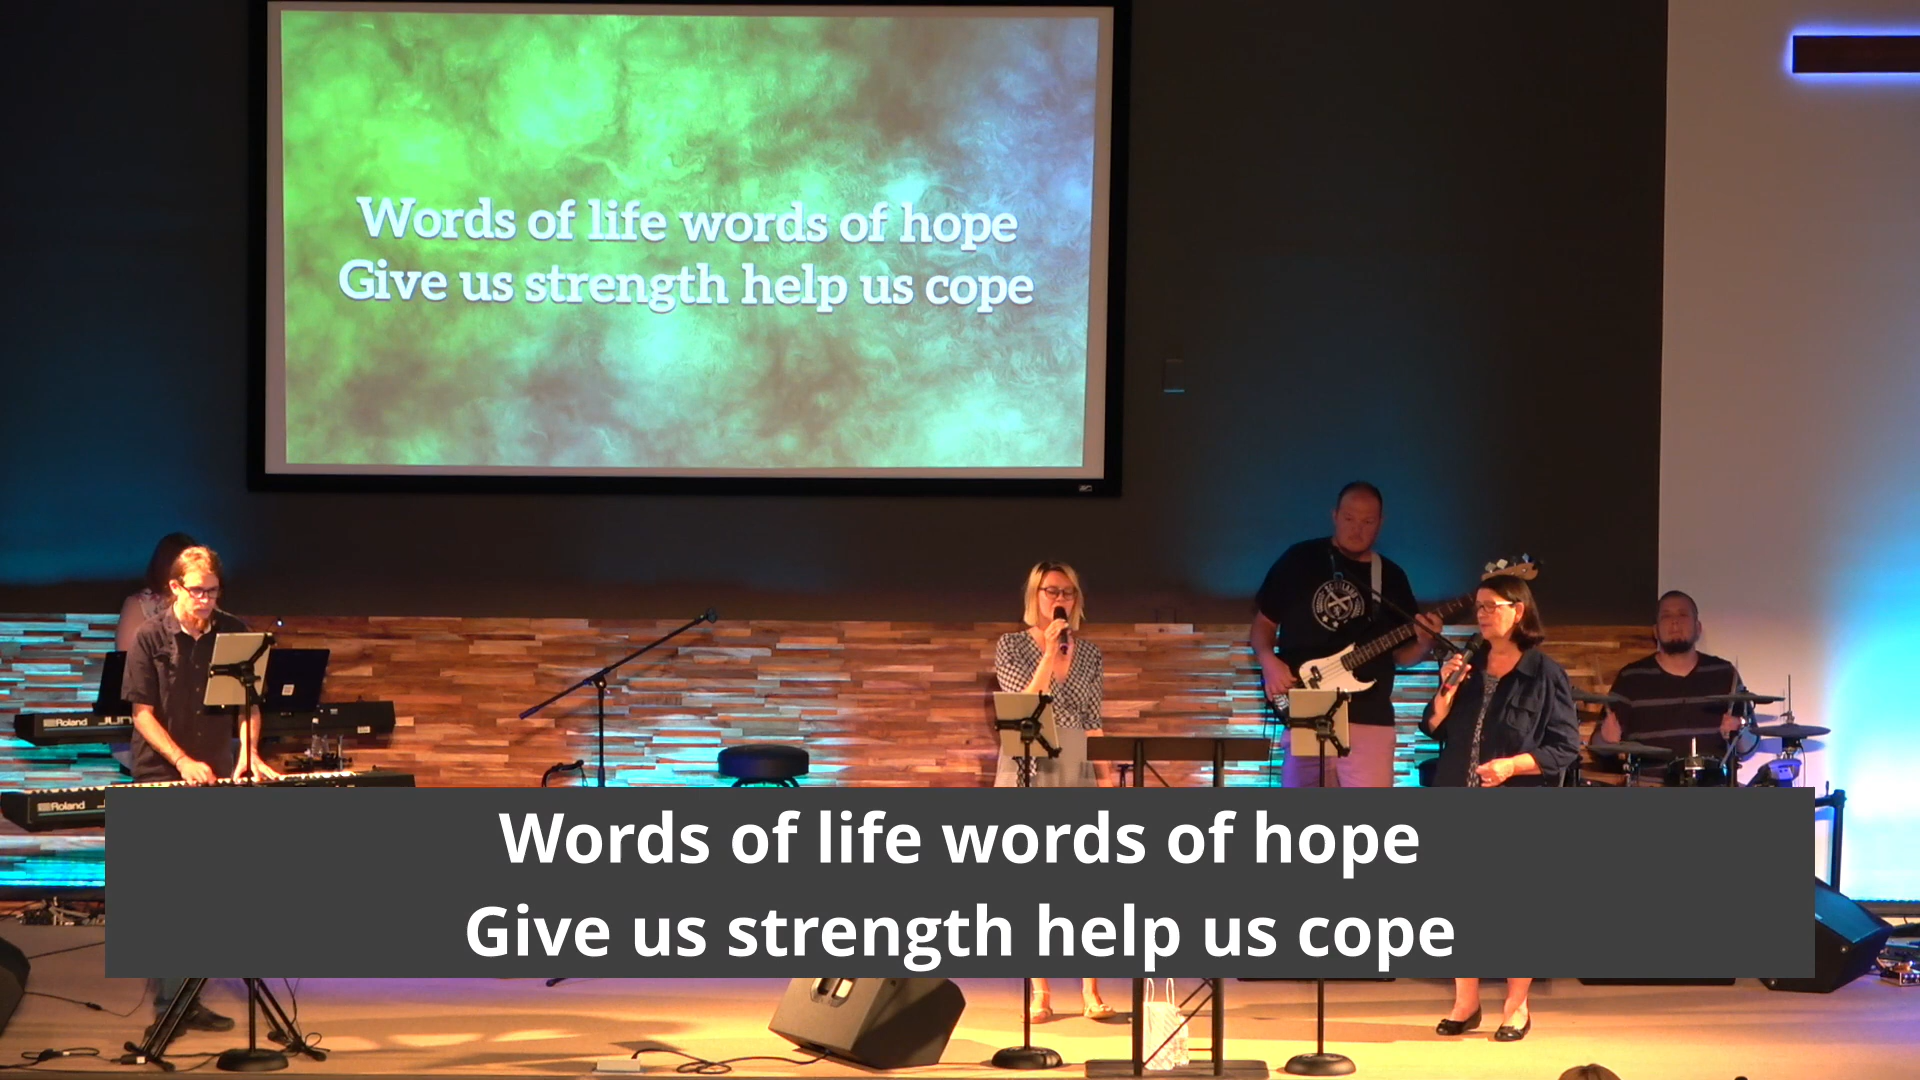 Words of life words of hope
Give us strength help us cope
Roland
Roland
Words of life words of hope
Give us strength help us cope